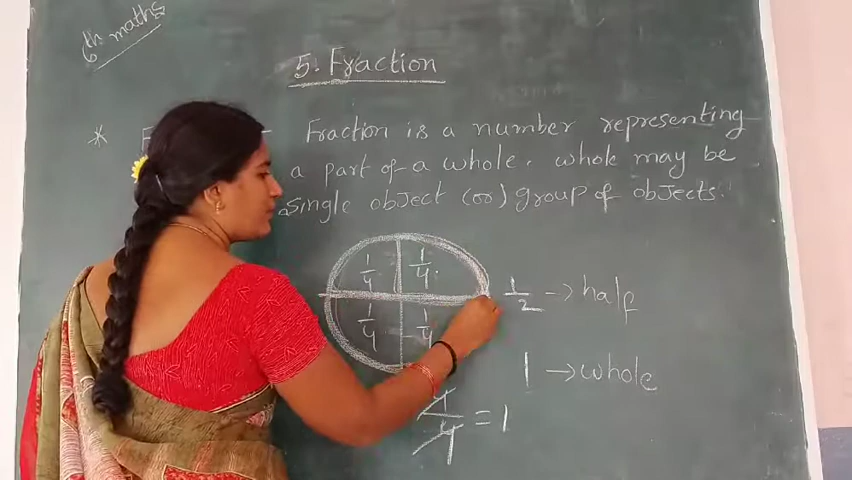 6th maths
5. Fraction
* F - Fraction is a number representing
a part of a whole. whole may be
a single object (or) group of objects.
1/4 1/4
1/2 → half
1/4 1/4
1 → whole
4/4 = 1